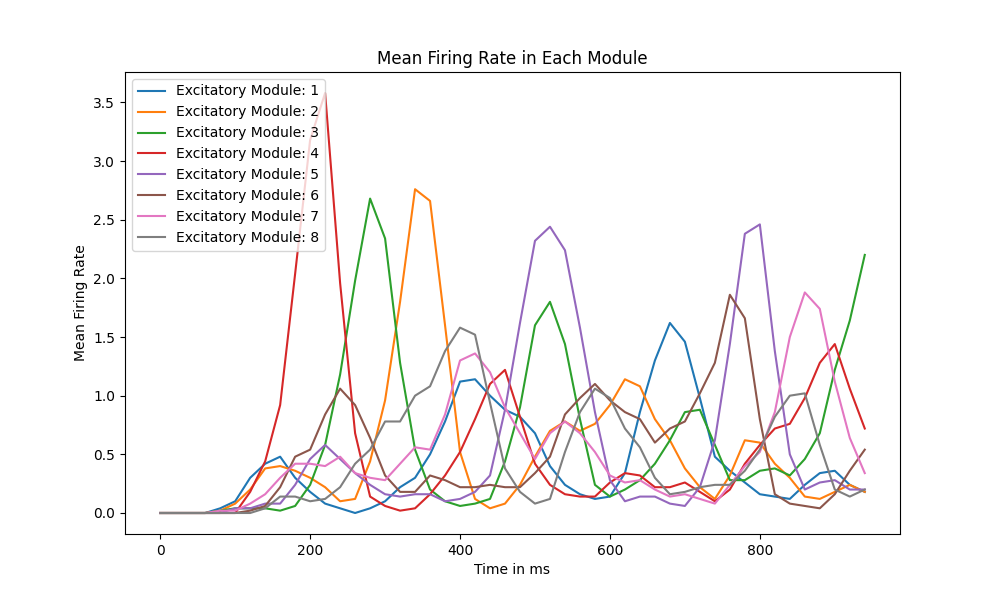 Mean Firing Rate in Each Module
Excitatory Module: 1
Excitatory Module: 2
Excitatory Module: 3
Excitatory Module: 4
Excitatory Module: 5
Excitatory Module: 6
Excitatory Module: 7
Excitatory Module: 8
Mean Firing Rate
3.5
3.0
2.5
2.0
1.5
1.0
0.5
0.0
0 200 400 600 800
Time in ms